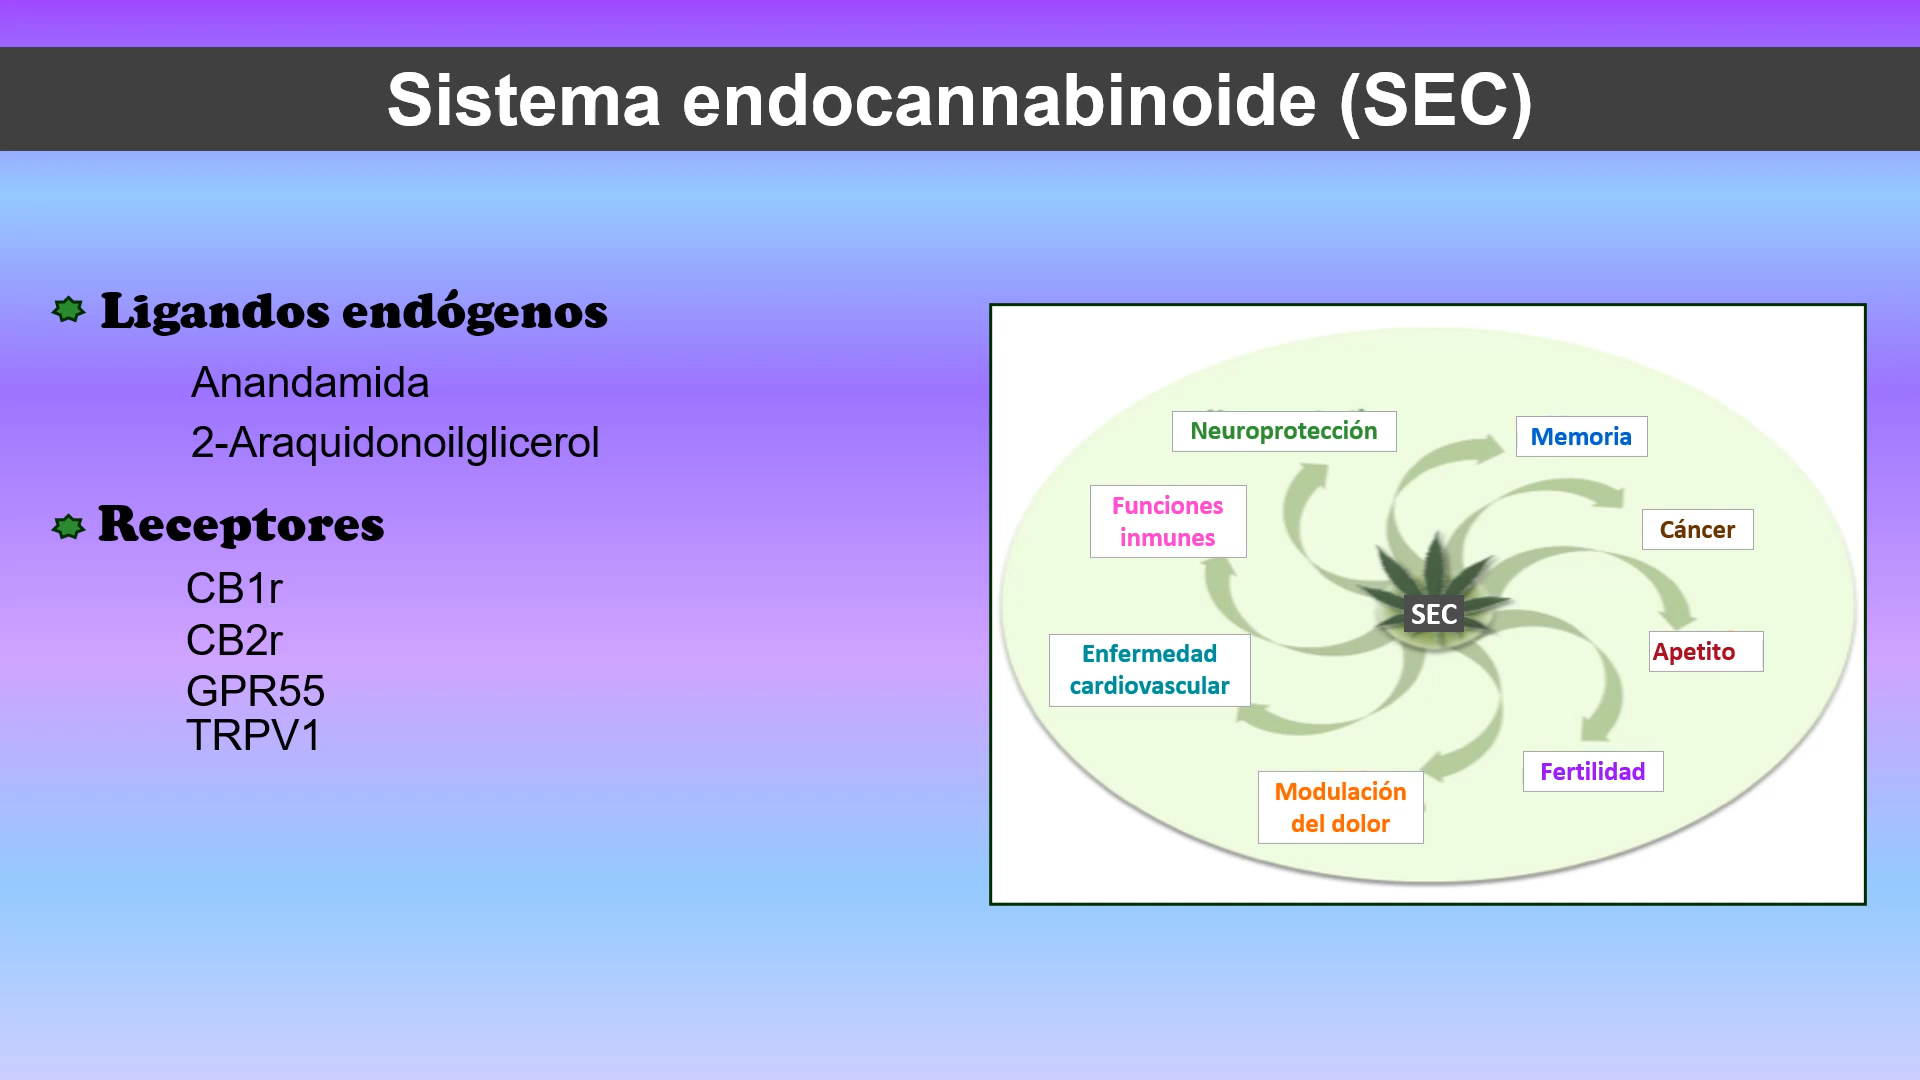 Sistema endocannabinoide (SEC)
Ligandos endógenos
Anandamida
2-Araquidonoilglicerol
Receptores
CB1r
CB2r
GPR55
TRPV1
Neuroprotección
Memoria
Funciones
inmunes
Cáncer
SEC
Enfermedad
cardiovascular
Apetito
Modulación
del dolor
Fertilidad